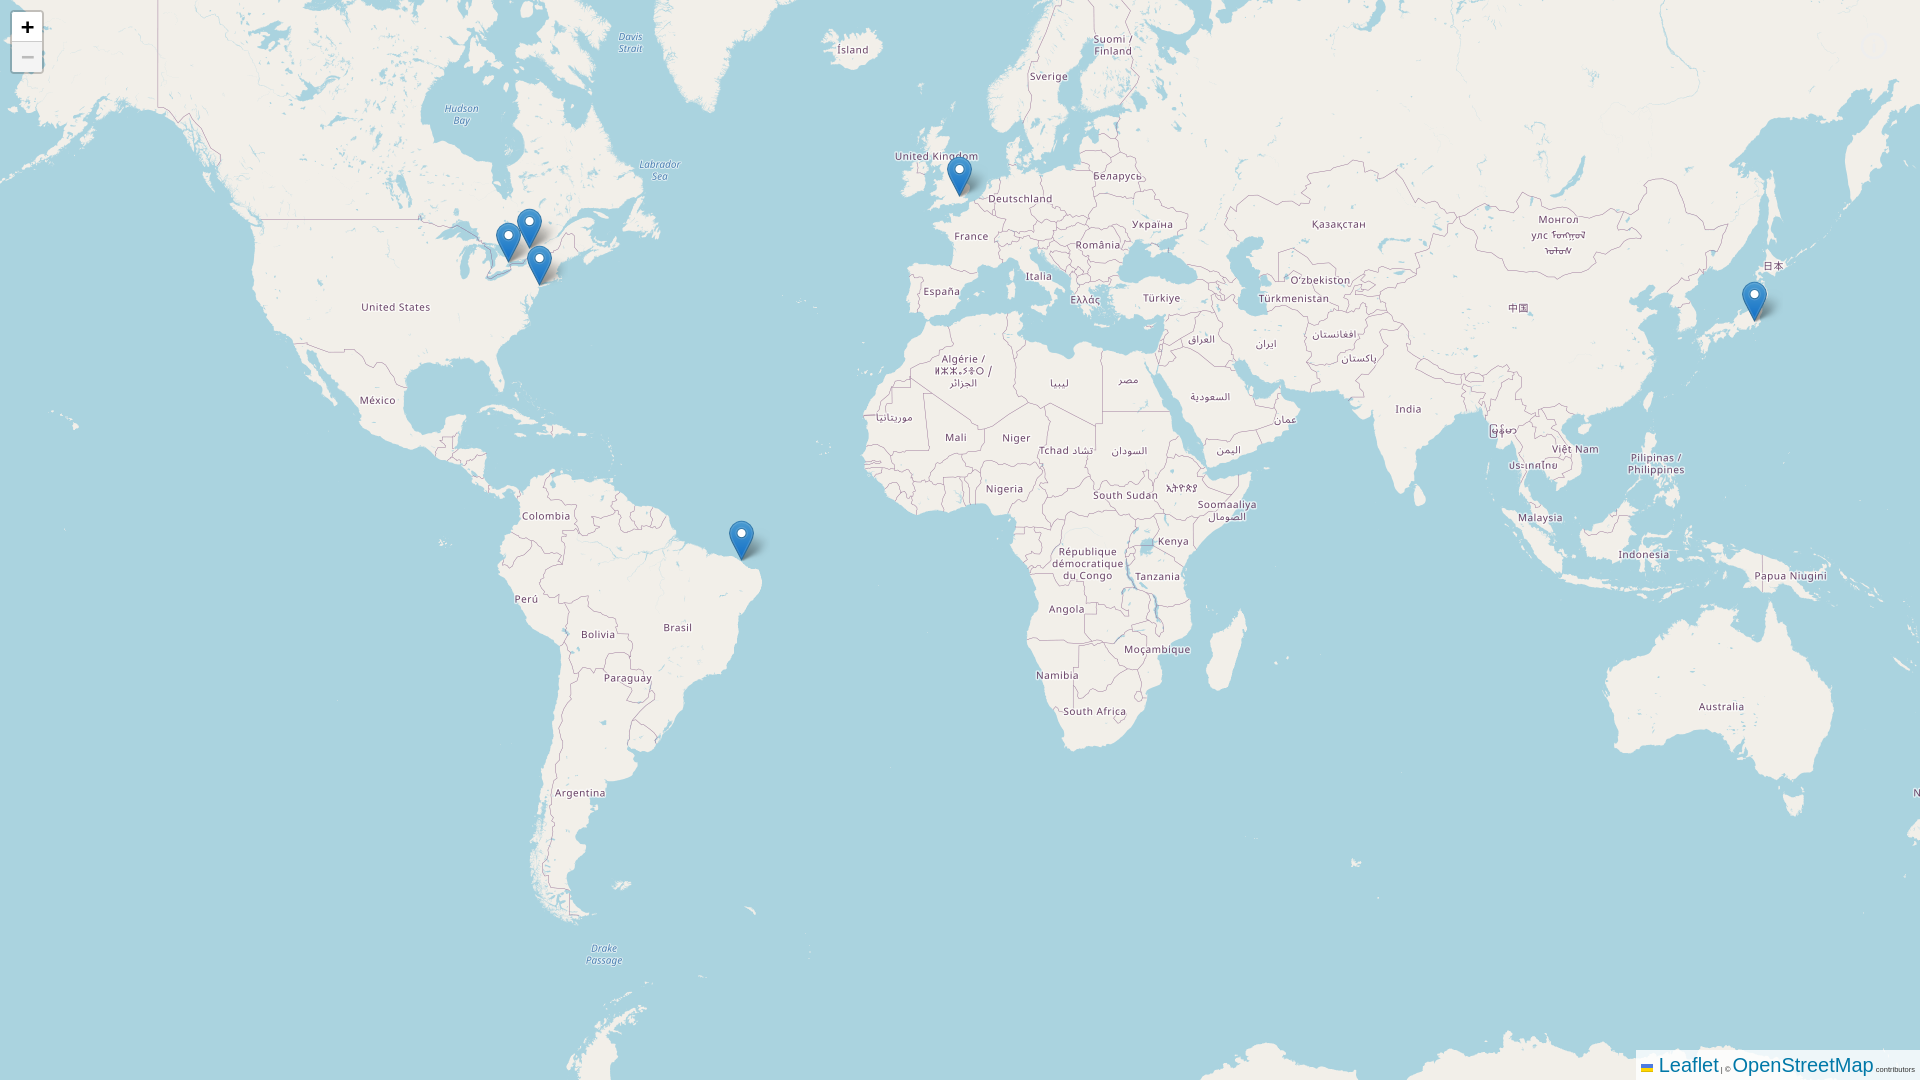 +
−
Davis
Strait
Ísland
Suomi /
Finland
Sverige
Hudson
Bay
Labrador
Sea
United Kingdom
Беларусь
Deutschland
Україна
Қазақстан
Монгол
улс ᠮᠣᠩᠭᠣᠯ
ᠤᠯᠤᠰ
France
România
日本
Italia
Oʻzbekiston
España
Ελλάς
Türkiye
Türkmenistan
United States
中国
افغانستان
العراق
ایران
پاکستان
Algérie /
ⵍⵣⵣⴰⵢⴻⵔ /
الجزائر
ليبيا
مصر
México
السعودية
India
موريتانيا
عمان
Mali
Niger
မြန်မာ
Tchad تشاد
السودان
اليمن
Việt Nam
ประเทศไทย
Pilipinas /
Philippines
Nigeria
ኢትዮጵያ
South Sudan
Soomaaliya
الصومال
Colombia
Malaysia
Kenya
République
démocratique
du Congo
Indonesia
Tanzania
Papua Niugini
Perú
Angola
Brasil
Bolivia
Moçambique
Namibia
Paraguay
Australia
South Africa
Argentina
N
Drake
Passage
Leaflet | © OpenStreetMap contributors